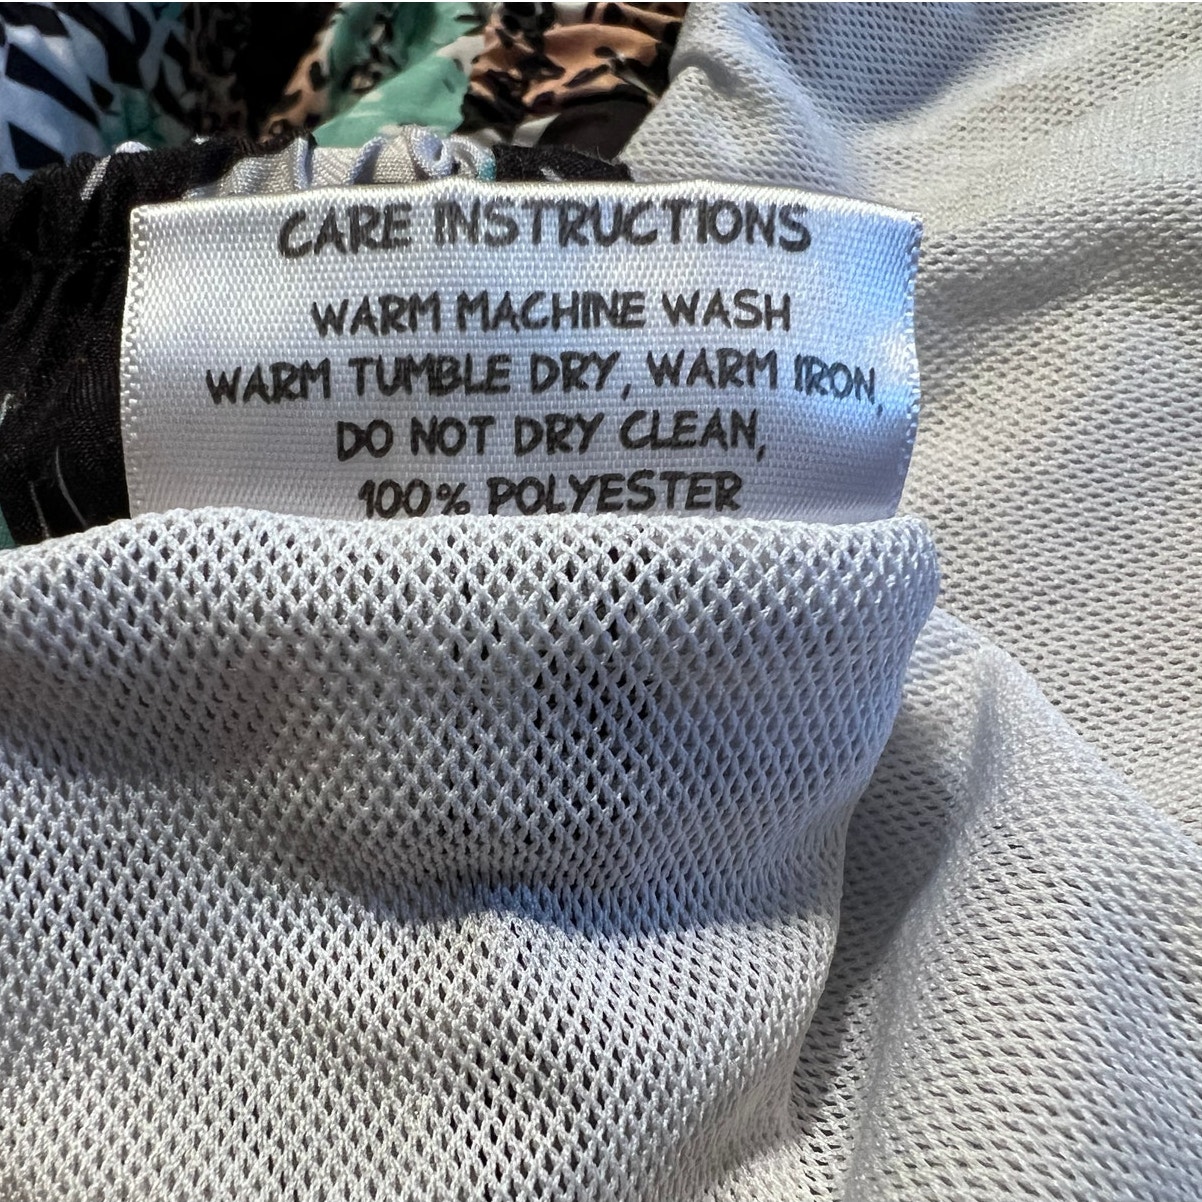 CARE INSTRUCTIONS
WARM MACHINE WASH
WARM TUMBLE DRY, WARM IRON,
DO NOT DRY CLEAN,
100% POLYESTER